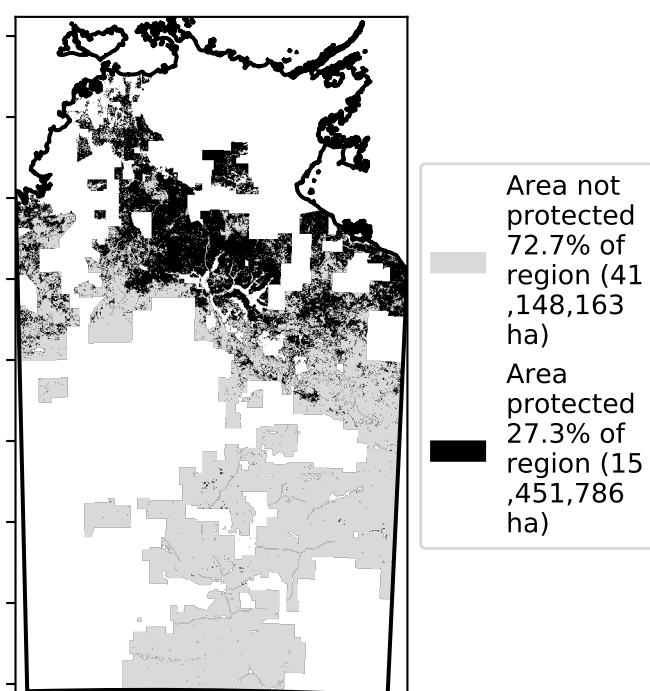 Area not
protected
72.7% of
region (41
,148,163
ha)
Area
protected
27.3% of
region (15
,451,786
ha)